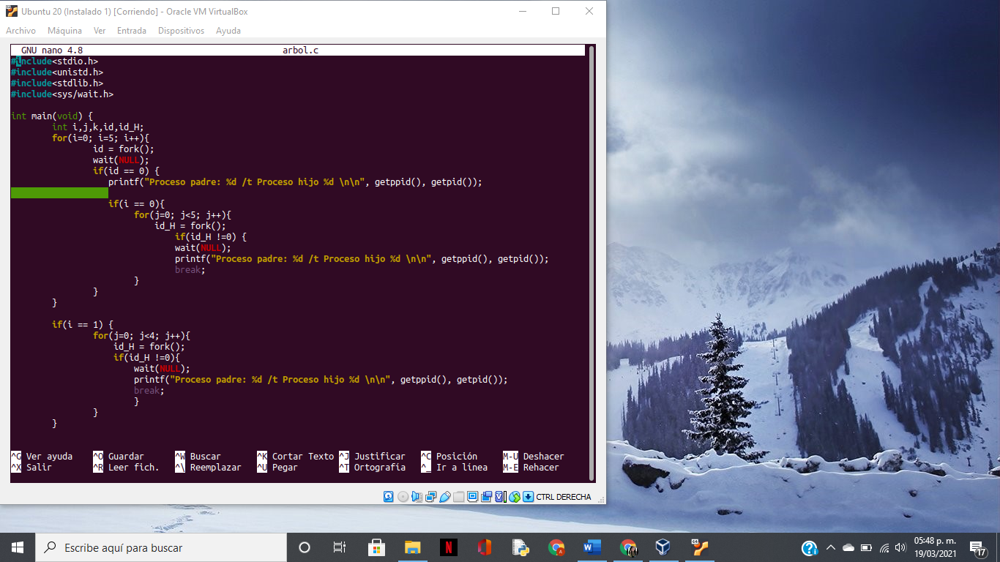 Ubuntu 20 (Instalado 1) [Corriendo] - Oracle VM VirtualBox
Archivo Máquina Ver Entrada Dispositivos Ayuda
GNU nano 4.8 arbol.c
#include<stdio.h>
#include<unistd.h>
#include<stdlib.h>
#include<sys/wait.h>
int main(void) {
int i,j,k,id,id_H;
for(i=0; i=5; i++){
id = fork();
wait(NULL);
if(id == 0) {
printf("Proceso padre: %d /t Proceso hijo %d \n\n", getppid(), getpid());
if(i == 0){
for(j=0; j<5; j++){
id_H = fork();
if(id_H !=0) {
wait(NULL);
printf("Proceso padre: %d /t Proceso hijo %d \n\n", getppid(), getpid());
break;
}
}
}
if(i == 1) {
for(j=0; j<4; j++){
id_H = fork();
if(id_H !=0){
wait(NULL);
printf("Proceso padre: %d /t Proceso hijo %d \n\n", getppid(), getpid());
break;
}
}
}
^G Ver ayuda ^O Guardar ^W Buscar ^K Cortar Texto ^J Justificar ^C Posición M-U Deshacer
^X Salir ^R Leer fich. ^\ Reemplazar ^U Pegar ^T Ortografía ^_ Ir a línea M-E Rehacer
CTRL DERECHA
Escribe aquí para buscar
05:48 p. m.
19/03/2021
17